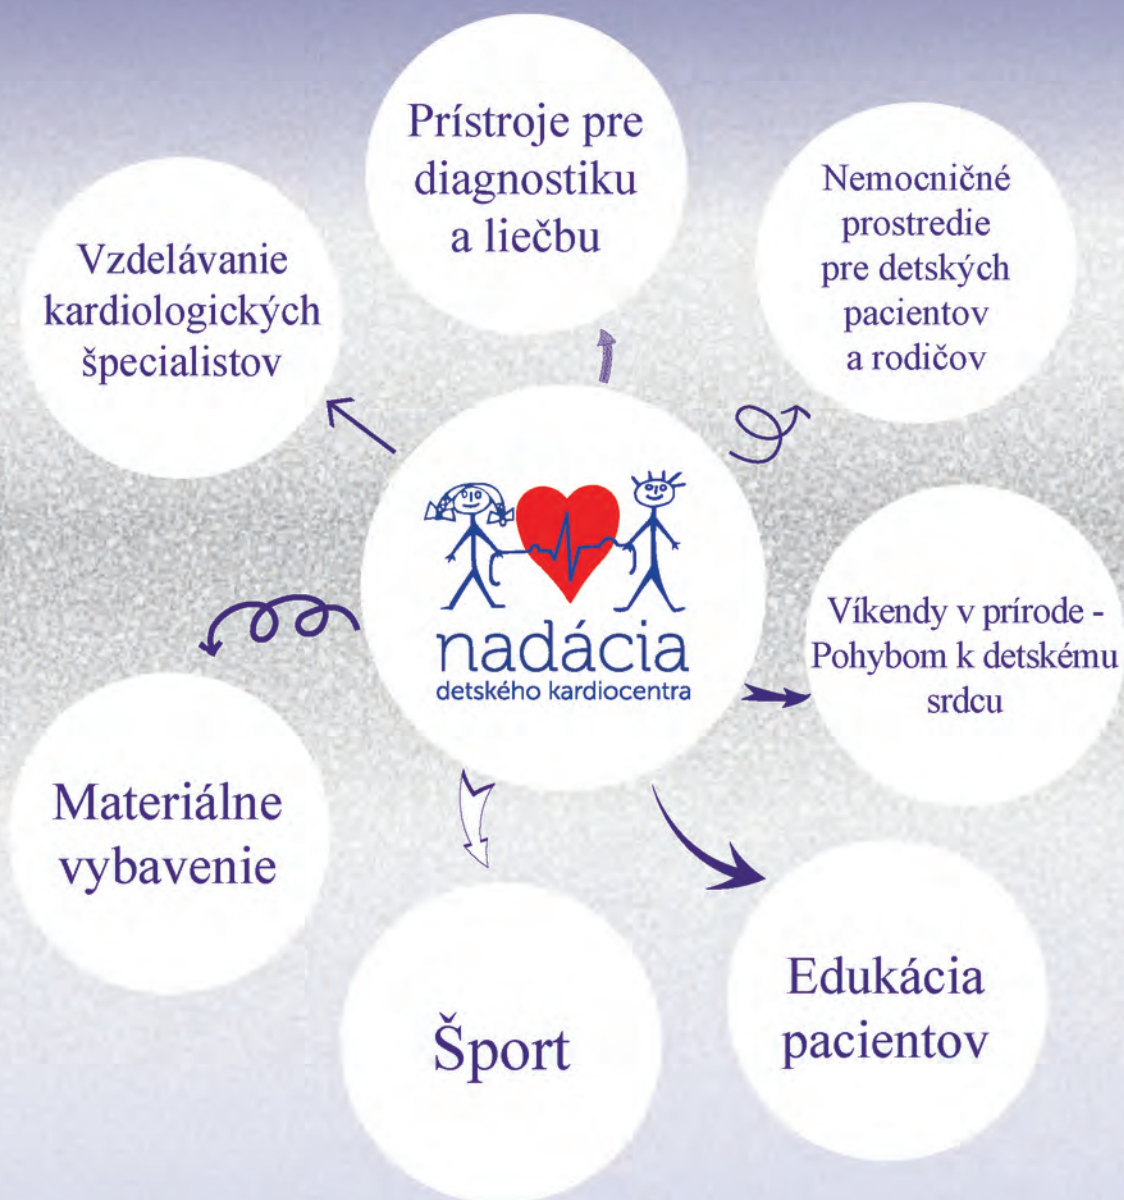 Prístroje pre
diagnostiku
a liečbu
Nemocničné
prostredie
pre detských
pacientov
a rodičov
Vzdelávanie
kardiologických
špecialistov
nadácia
detského kardiocentra
Víkendy v prírode -
Pohybom k detskému
srdcu
Materiálne
vybavenie
Edukácia
pacientov
Šport